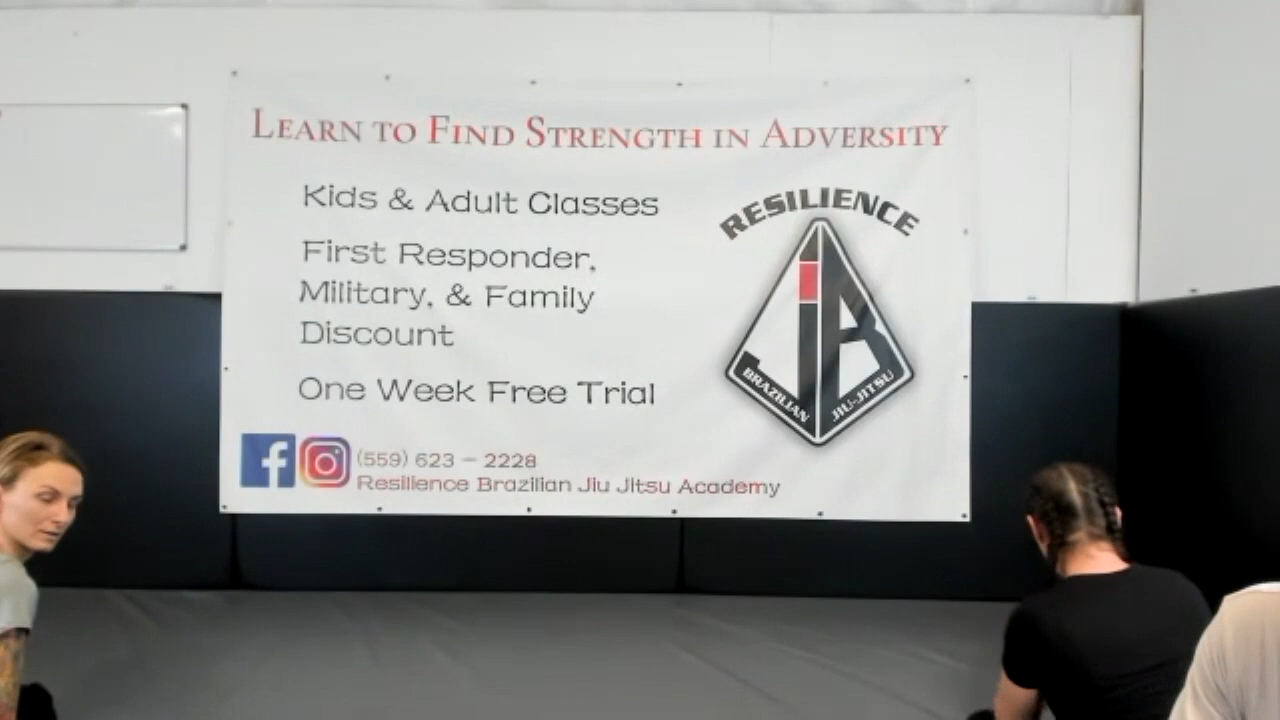 Learn to Find Strength in Adversity
Kids & Adult Classes
First Responder,
Military, & Family
Discount
One Week Free Trial
(559) 623 - 2228
Resilience Brazilian Jiu Jitsu Academy
RESILIENCE
JB
BRAZILIAN JIU-JITSU